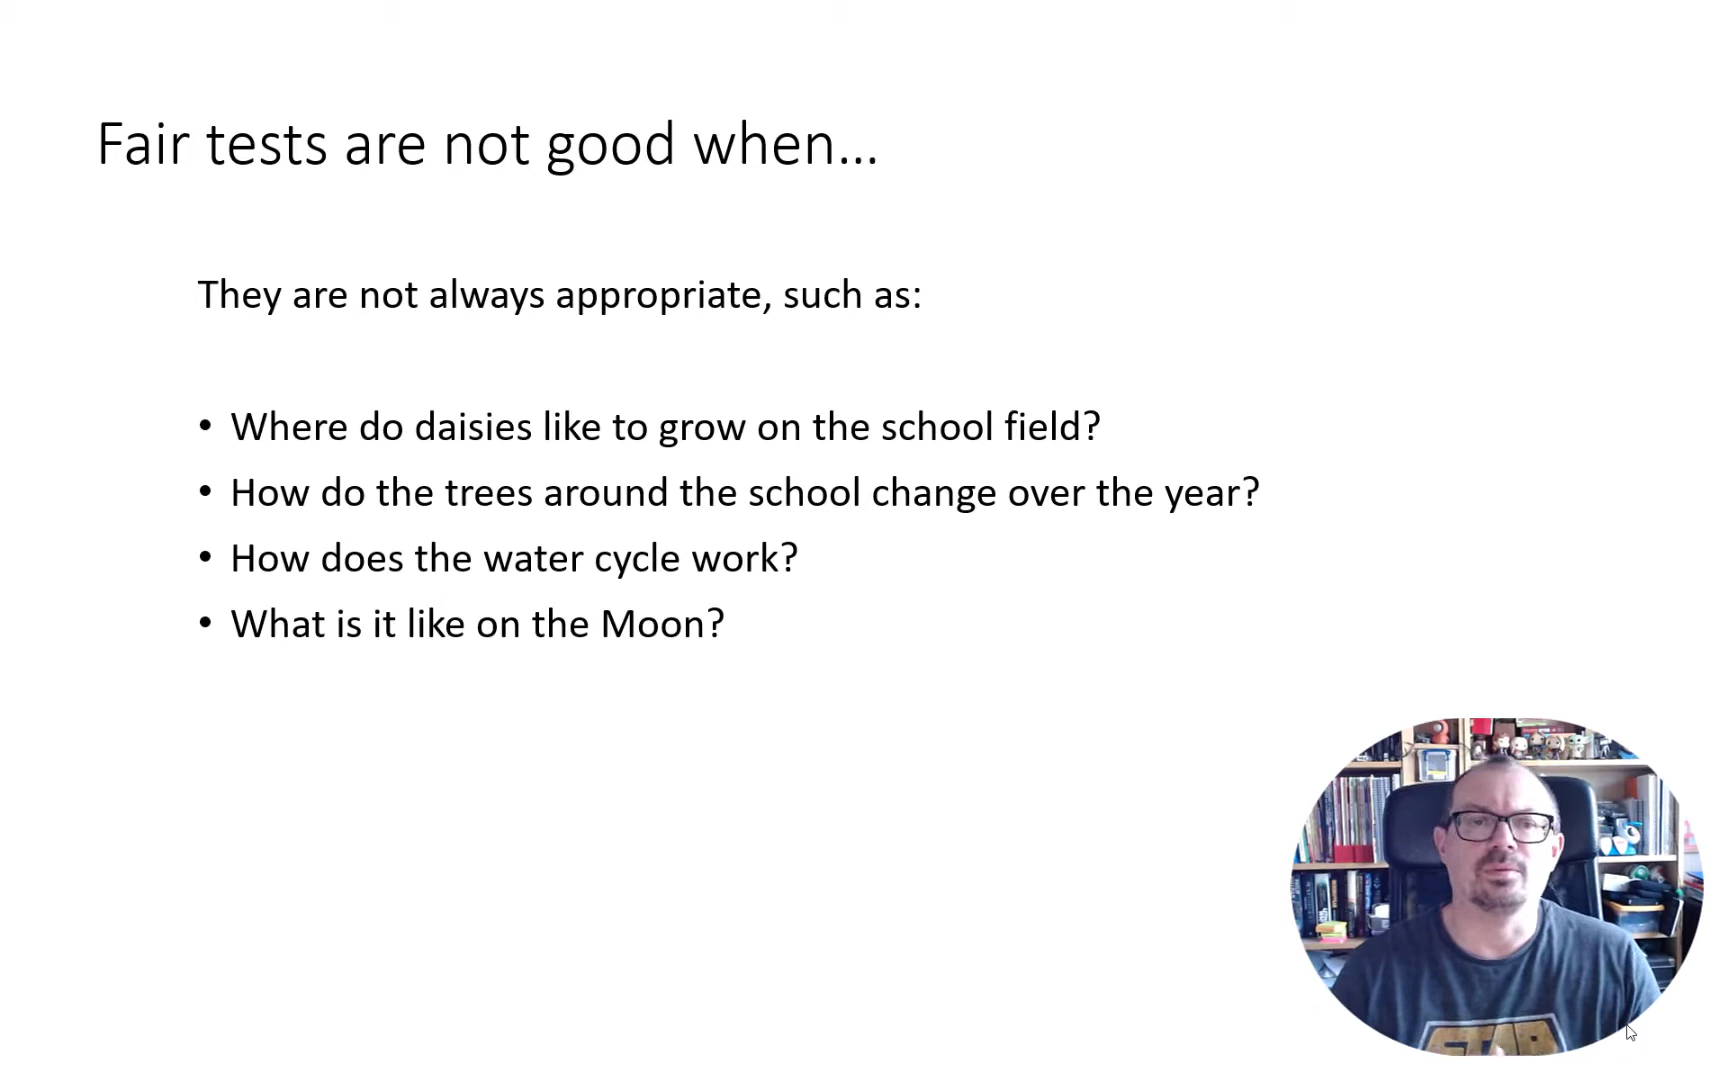 Fair tests are not good when...
They are not always appropriate, such as:
• Where do daisies like to grow on the school field?
• How do the trees around the school change over the year?
• How does the water cycle work?
• What is it like on the Moon?
STAR